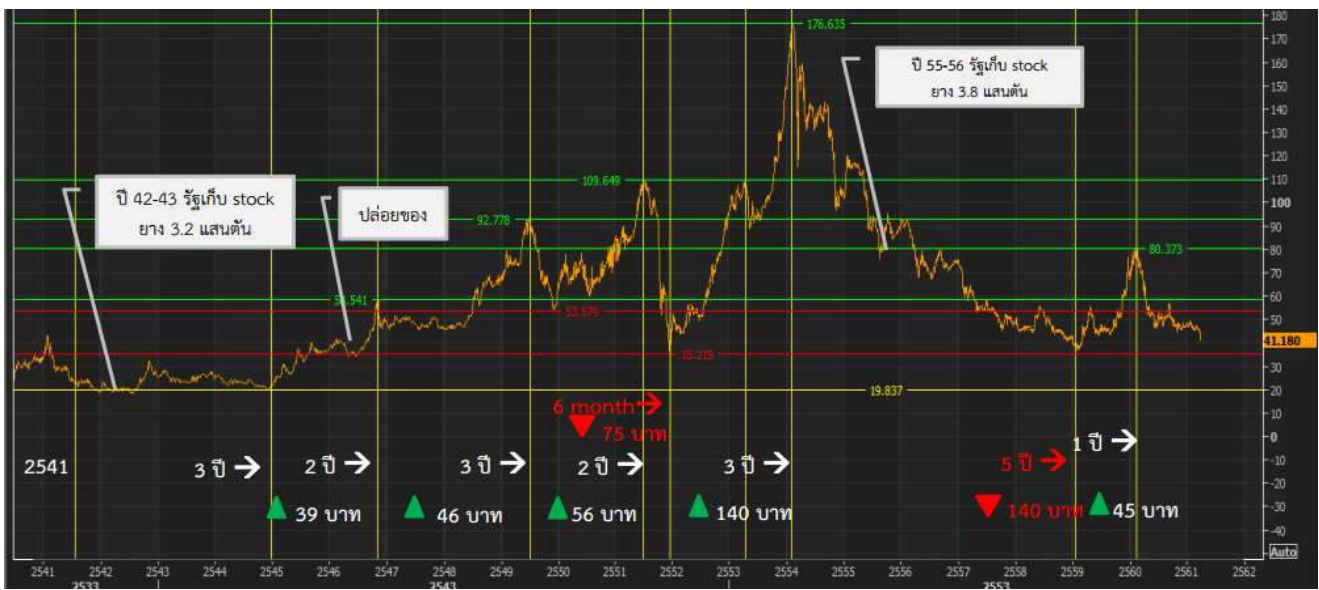 180
176.635
170
160
ปี 55-56 รัฐเก็บ stock
ยาง 3.8 แสนตัน
150
140
130
120
109.649
110
ปี 42-43 รัฐเก็บ stock
ยาง 3.2 แสนตัน
ปล่อยของ
100
92.778
90
80.373
80
70
60
53.579
50
41.180
35.219
30
19.837
20
6 month
10
75 บาท
0
2541
3 ปี
2 ปี
3 ปี
2 ปี
3 ปี
5 ปี
1 ปี
-10
-20
39 บาท
46 บาท
56 บาท
140 บาท
140 บาท
45 บาท
-30
-40
Auto
2541 2542 2543 2544 2545 2546 2547 2548 2549 2550 2551 2552 2553 2554 2555 2556 2557 2558 2559 2560 2561 2562
2533 2543 2553